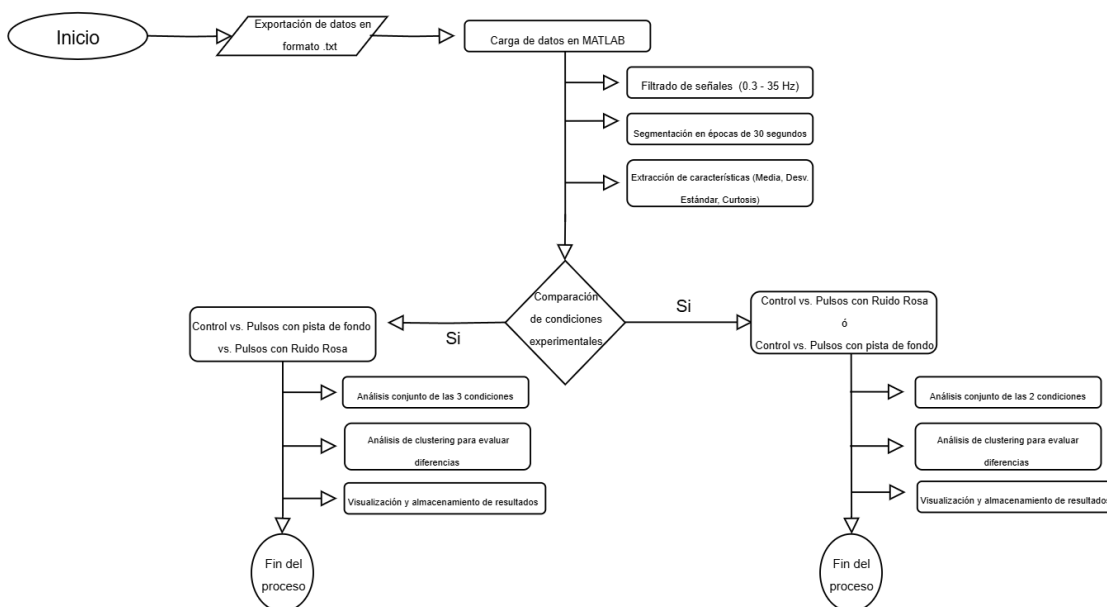 Inicio
Exportación de datos en
formato .txt
Carga de datos en MATLAB
Filtrado de señales (0.3 - 35 Hz)
Segmentación en épocas de 30 segundos
Extracción de características (Media, Desv.
Estándar, Curtosis)
Comparación
de condiciones
experimentales
Si
Si
Control vs. Pulsos con pista de fondo
vs. Pulsos con Ruido Rosa
Análisis conjunto de las 3 condiciones
Análisis de clustering para evaluar
diferencias
Visualización y almacenamiento de resultados
Fin del
proceso
Control vs. Pulsos con Ruido Rosa
ó
Control vs. Pulsos con pista de fondo
Análisis conjunto de las 2 condiciones
Análisis de clustering para evaluar
diferencias
Visualización y almacenamiento de resultados
Fin del
proceso